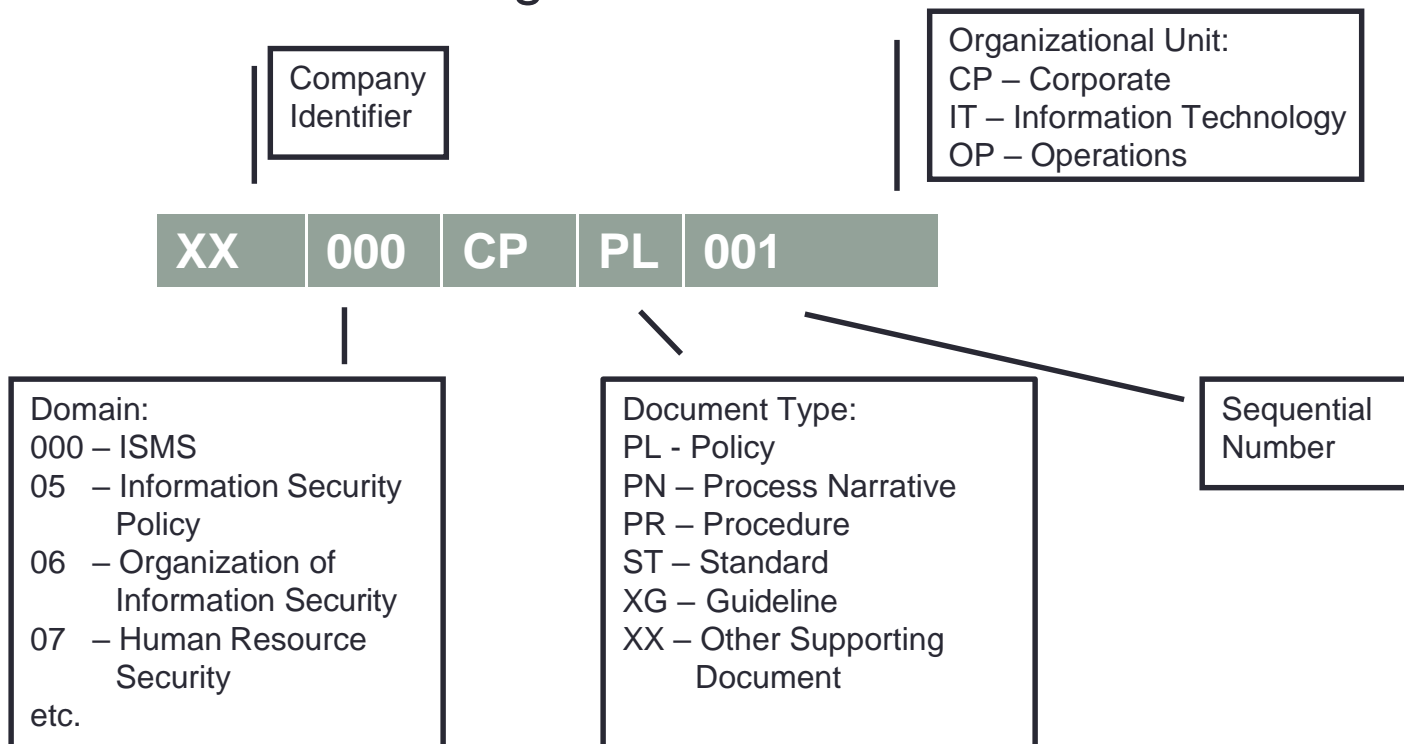 Company
Identifier
Organizational Unit:
CP – Corporate
IT – Information Technology
OP – Operations
XX 000 CP PL 001
Domain:
000 – ISMS
05 – Information Security
Policy
06 – Organization of
Information Security
07 – Human Resource
Security
etc.
Document Type:
PL - Policy
PN – Process Narrative
PR – Procedure
ST – Standard
XG – Guideline
XX – Other Supporting
Document
Sequential
Number